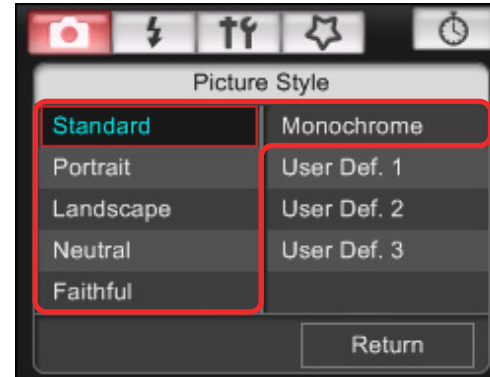 Picture Style
Standard
Portrait
Landscape
Neutral
Faithful
Monochrome
User Def. 1
User Def. 2
User Def. 3
Return